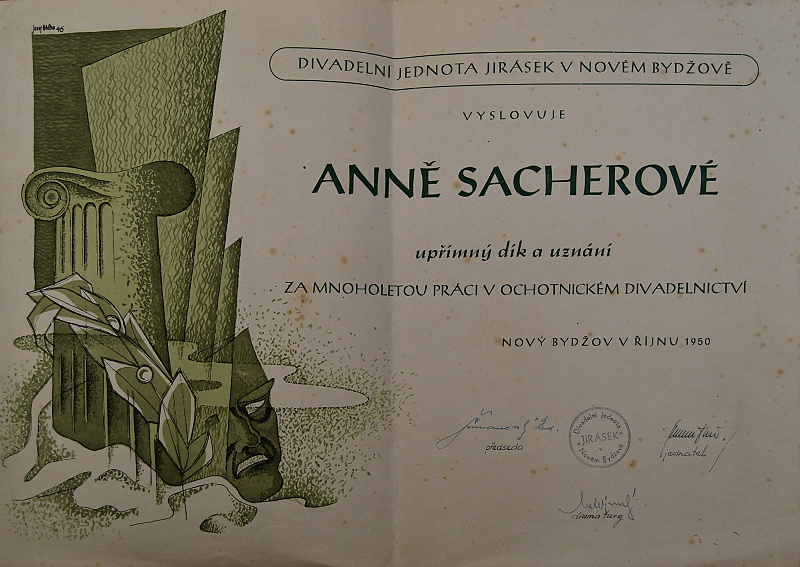 DIVADELNÍ JEDNOTA JIRÁSEK V NOVÉM BYDŽOVĚ
VYSLOVUJE
ANNĚ SACHEROVÉ
upřímný dík a uznání
ZA MNOHOLETOU PRÁCI V OCHOTNICKÉM DIVADELNICTVÍ
NOVÝ BYDŽOV V ŘÍJNU 1950
předseda
Divadelní jednota
"JIRÁSEK"
v
Novém Bydžově
jednatel
dramaturg